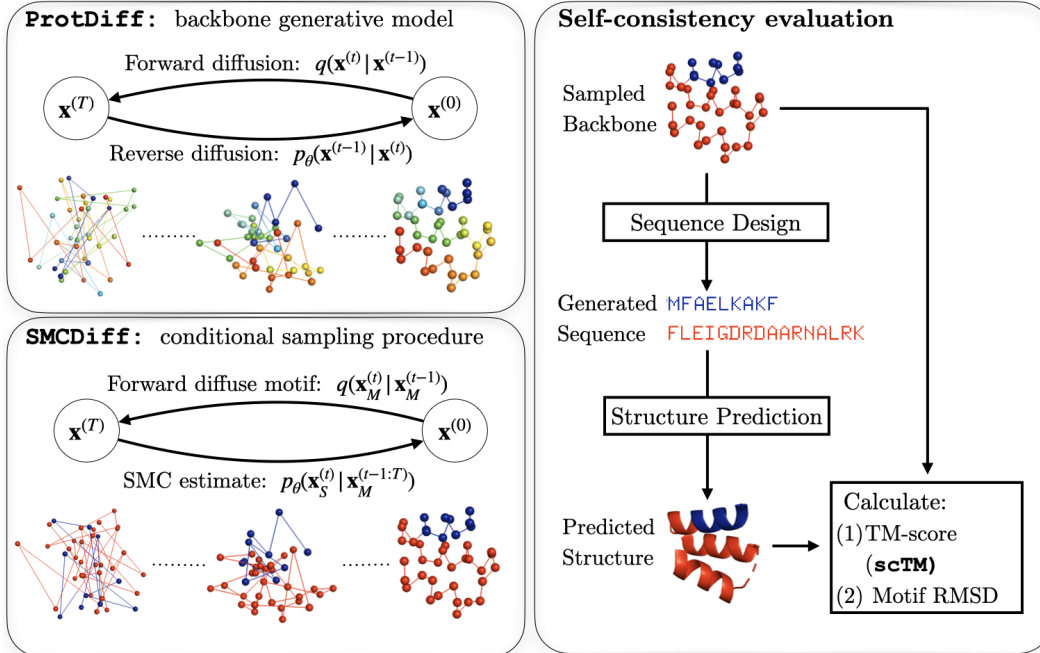 ProtDiff: backbone generative model
Forward diffusion: q(x^(t) | x^(t-1))
x^(T)
x^(0)
Reverse diffusion: p_θ(x^(t-1) | x^(t))
SMCDiff: conditional sampling procedure
Forward diffuse motif: q(x_M^(t) | x_M^(t-1))
x^(T)
x^(0)
SMC estimate: p_θ(x_S^(t) | x_M^(t-1:T))
Self-consistency evaluation
Sampled
Backbone
Sequence Design
Generated MFAELKAKF
Sequence FLEIGDRDAARNALRK
Structure Prediction
Predicted
Structure
Calculate:
(1) TM-score
(scTM)
(2) Motif RMSD